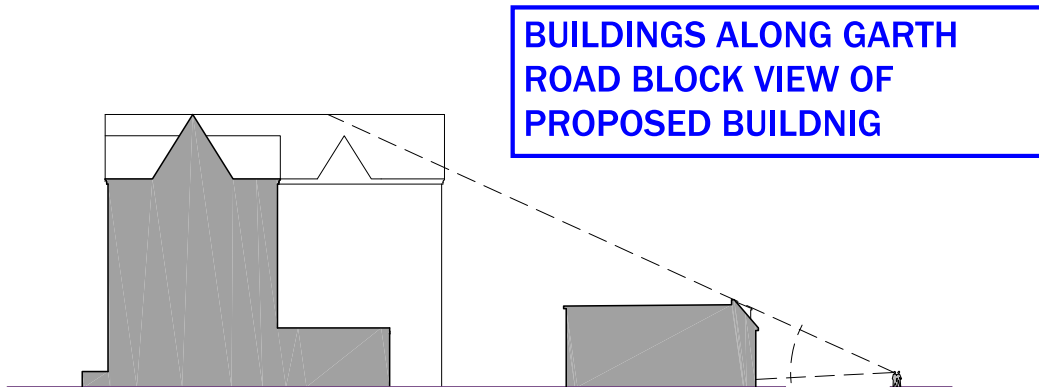 BUILDINGS ALONG GARTH
ROAD BLOCK VIEW OF
PROPOSED BUILDNIG